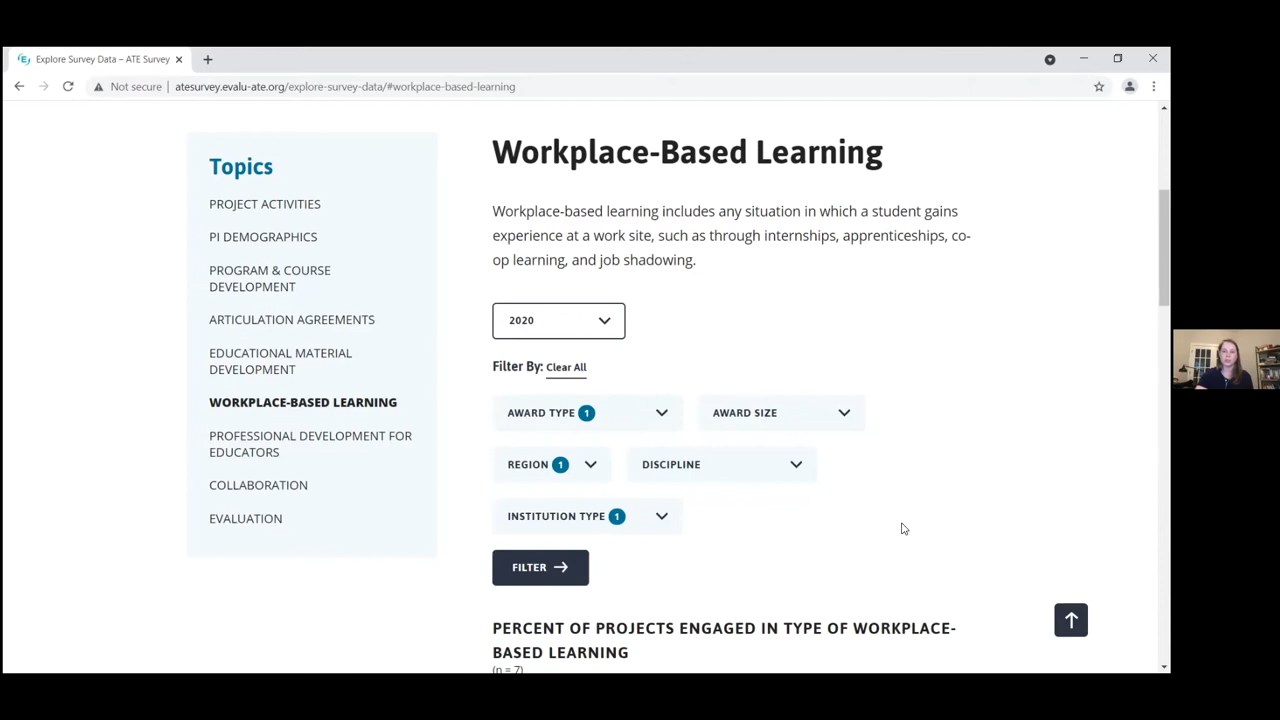 Explore Survey Data – ATE Survey
Not secure
atesurvey.evalu-ate.org/explore-survey-data/#workplace-based-learning
Topics
PROJECT ACTIVITIES
PI DEMOGRAPHICS
PROGRAM & COURSE
DEVELOPMENT
ARTICULATION AGREEMENTS
EDUCATIONAL MATERIAL
DEVELOPMENT
WORKPLACE-BASED LEARNING
PROFESSIONAL DEVELOPMENT FOR
EDUCATORS
COLLABORATION
EVALUATION
Workplace-Based Learning
Workplace-based learning includes any situation in which a student gains
experience at a work site, such as through internships, apprenticeships, co-
op learning, and job shadowing.
2020
Filter By: Clear All
AWARD TYPE 1
AWARD SIZE
REGION 1
DISCIPLINE
INSTITUTION TYPE 1
FILTER
PERCENT OF PROJECTS ENGAGED IN TYPE OF WORKPLACE-
BASED LEARNING
(n = 7)